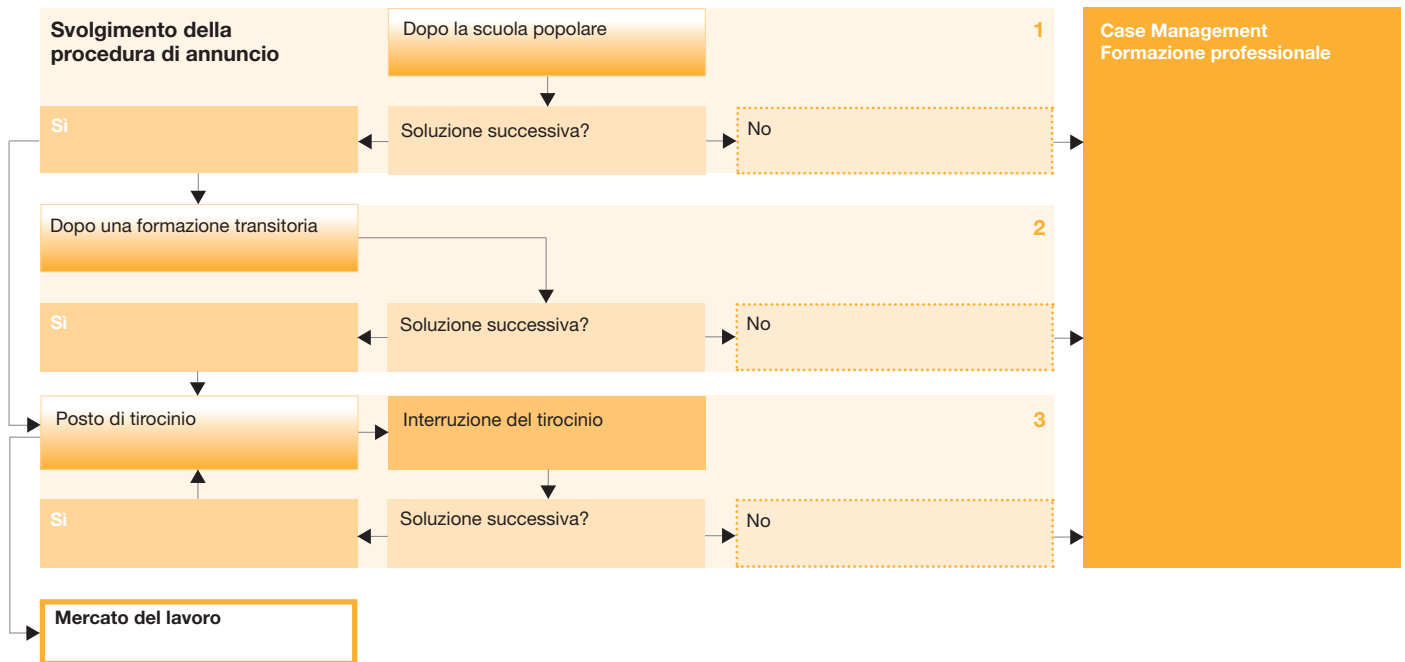 Svolgimento della
procedura di annuncio
Dopo la scuola popolare
1
Case Management
Formazione professionale
Sì
Soluzione successiva?
No
Dopo una formazione transitoria
2
Sì
Soluzione successiva?
No
Posto di tirocinio
Interruzione del tirocinio
3
Sì
Soluzione successiva?
No
Mercato del lavoro